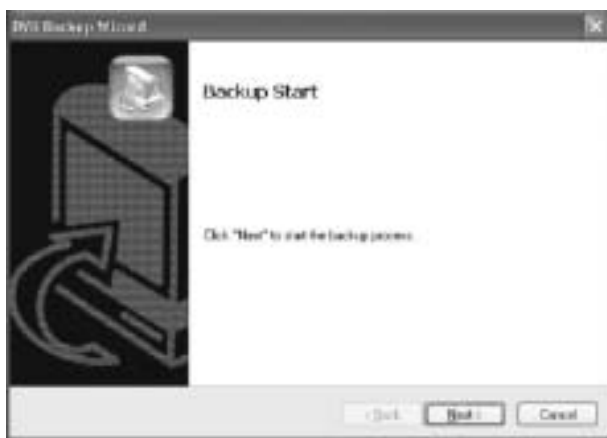 DVR Backup Wizard
Backup Start
Click "Next" to start the backup process.
< Back
Next >
Cancel